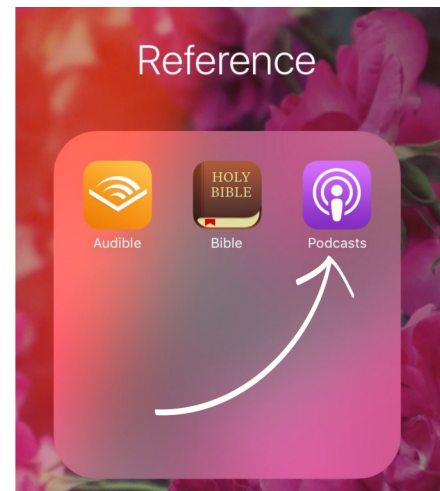 Reference
HOLY
BIBLE
Audible
Bible
Podcasts